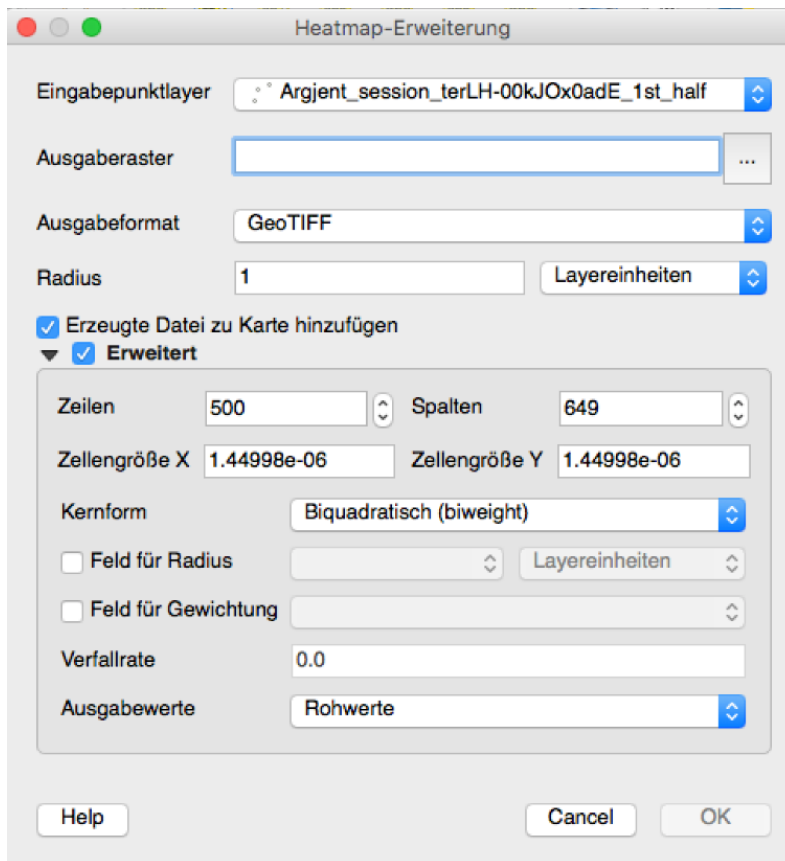 Heatmap-Erweiterung
Eingabepunktlayer Argjent_session_terLH-00kJOx0adE_1st_half
Ausgaberaster ...
Ausgabeformat GeoTIFF
Radius 1 Layereinheiten
Erzeugte Datei zu Karte hinzufügen
Erweitert
Zeilen 500 Spalten 649
Zellengröße X 1.44998e-06 Zellengröße Y 1.44998e-06
Kernform Biquadratisch (biweight)
Feld für Radius Layereinheiten
Feld für Gewichtung
Verfallrate 0.0
Ausgabewerte Rohwerte
Help Cancel OK